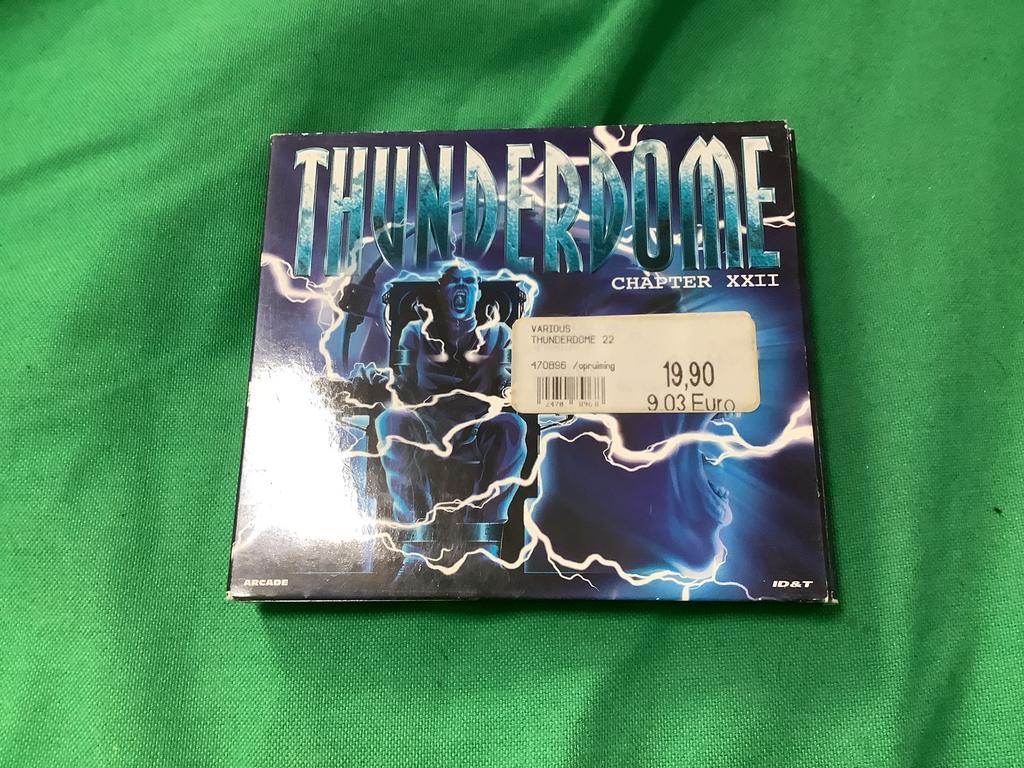 THUNDERDOME
CHAPTER XXII
VARIOUS
THUNDERDOME 22
470896 /opruiming
19,90
9.03 Euro
ARCADE
ID&T